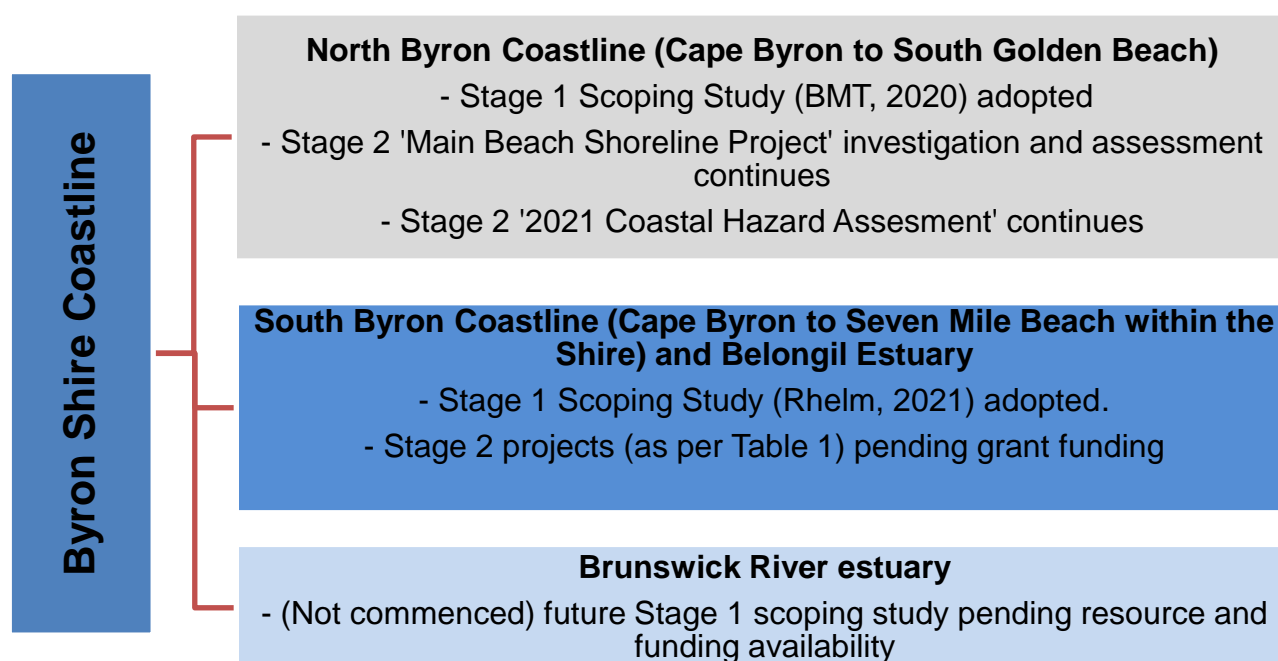 Byron Shire Coastline
North Byron Coastline (Cape Byron to South Golden Beach)
- Stage 1 Scoping Study (BMT, 2020) adopted
- Stage 2 'Main Beach Shoreline Project' investigation and assessment
continues
- Stage 2 '2021 Coastal Hazard Assesment' continues
South Byron Coastline (Cape Byron to Seven Mile Beach within the
Shire) and Belongil Estuary
- Stage 1 Scoping Study (Rhelm, 2021) adopted.
- Stage 2 projects (as per Table 1) pending grant funding
Brunswick River estuary
- (Not commenced) future Stage 1 scoping study pending resource and
funding availability